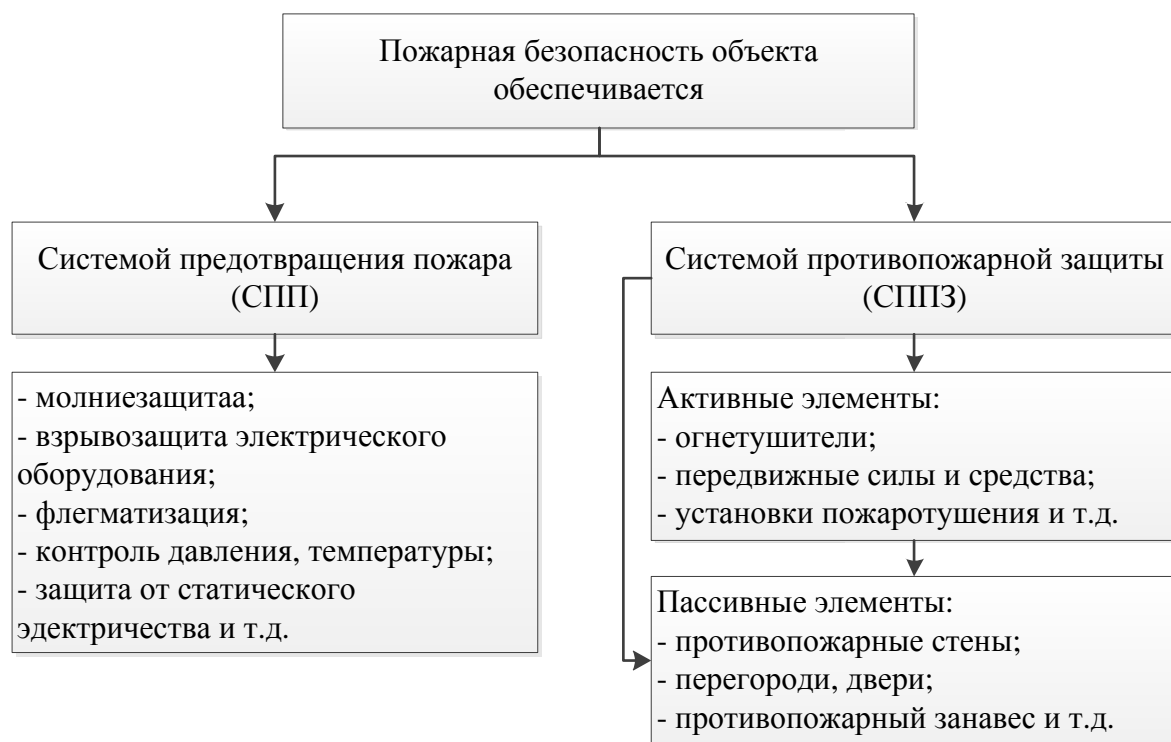 Пожарная безопасность объекта
обеспечивается
Системой предотвращения пожара
(СПП)
- молниезащитаа;
- взрывозащита электрического
оборудования;
- флегматизация;
- контроль давления, температуры;
- защита от статического
эдектричества и т.д.
Системой противопожарной защиты
(СППЗ)
Активные элементы:
- огнетушители;
- передвижные силы и средства;
- установки пожаротушения и т.д.
Пассивные элементы:
- противопожарные стены;
- перегороди, двери;
- противопожарный занавес и т.д.